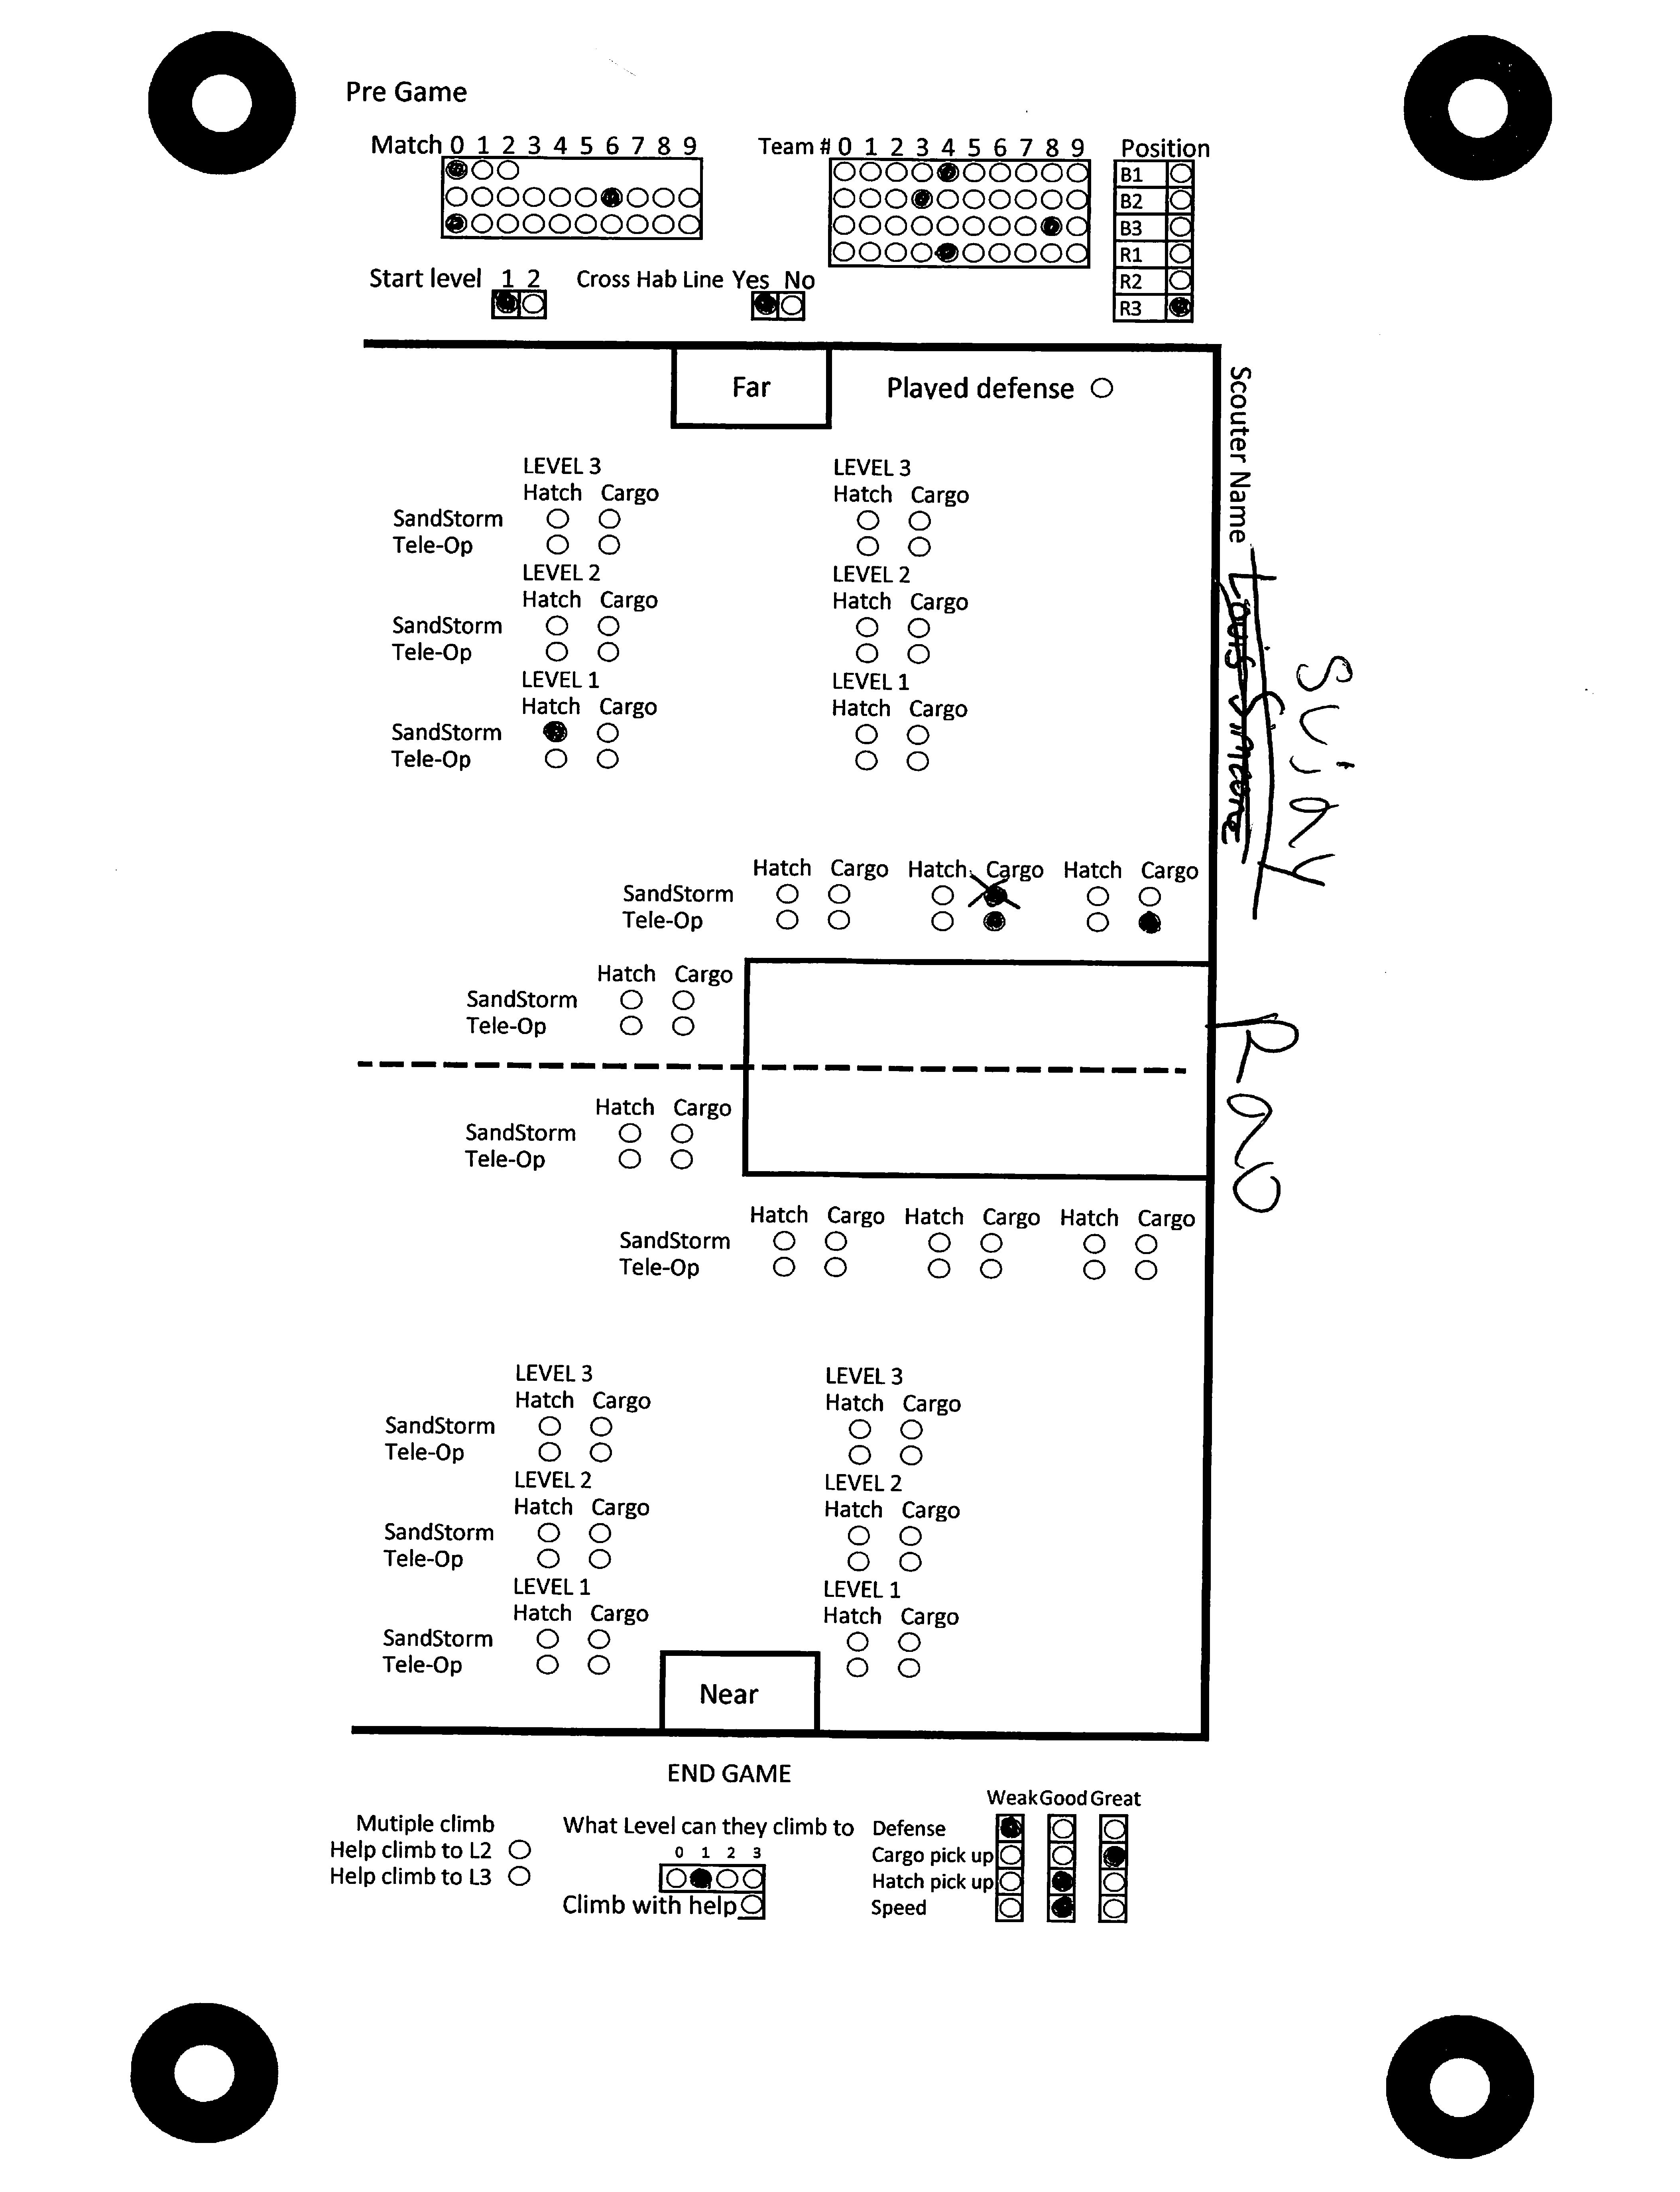 Pre Game
Match 0 1 2 3 4 5 6 7 8 9
Team # 0 1 2 3 4 5 6 7 8 9
Position
B1
B2
B3
R1
R2
R3
Start level 1 2
Cross Hab Line Yes No
Far
Played defense
Scouter Name
Rao
LEVEL 3
Hatch Cargo
SandStorm
Tele-Op
LEVEL 2
Hatch Cargo
SandStorm
Tele-Op
LEVEL 1
Hatch Cargo
SandStorm
Tele-Op
LEVEL 3
Hatch Cargo
LEVEL 2
Hatch Cargo
LEVEL 1
Hatch Cargo
Hatch Cargo Hatch Cargo Hatch Cargo
SandStorm
Tele-Op
Hatch Cargo
SandStorm
Tele-Op
Hatch Cargo
SandStorm
Tele-Op
Hatch Cargo Hatch Cargo Hatch Cargo
SandStorm
Tele-Op
LEVEL 3
Hatch Cargo
SandStorm
Tele-Op
LEVEL 2
Hatch Cargo
SandStorm
Tele-Op
LEVEL 1
Hatch Cargo
SandStorm
Tele-Op
LEVEL 3
Hatch Cargo
LEVEL 2
Hatch Cargo
LEVEL 1
Hatch Cargo
Near
END GAME
Mutiple climb
Help climb to L2
Help climb to L3
What Level can they climb to
0 1 2 3
Climb with help
Weak Good Great
Defense
Cargo pick up
Hatch pick up
Speed